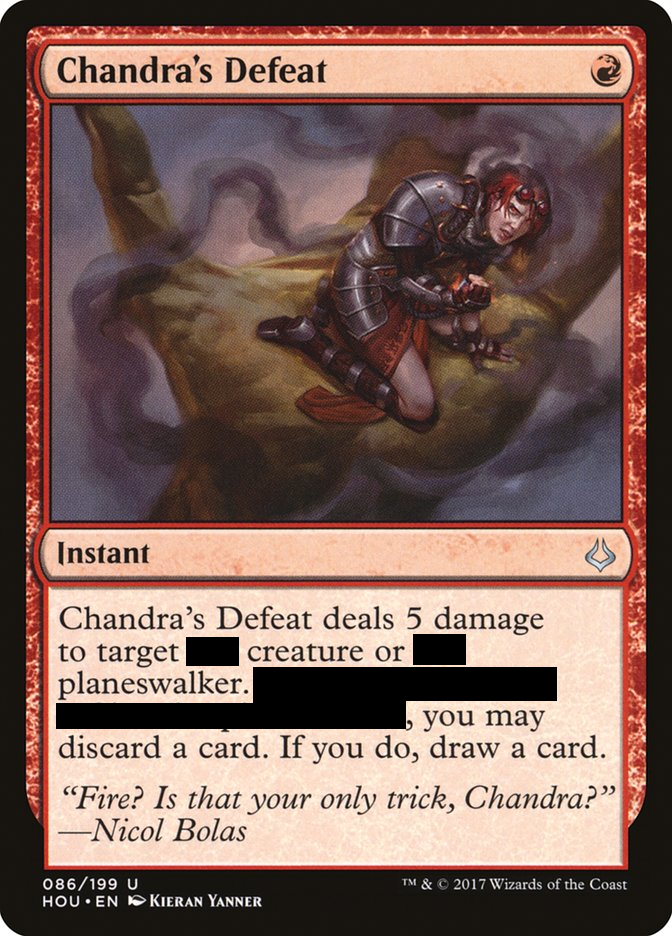 Chandra's Defeat
Instant
Chandra's Defeat deals 5 damage
to target creature or
planeswalker.
, you may
discard a card. If you do, draw a card.
"Fire? Is that your only trick, Chandra?"
—Nicol Bolas
086/199 U
HOU • EN KIERAN YANNER
™ & © 2017 Wizards of the Coast